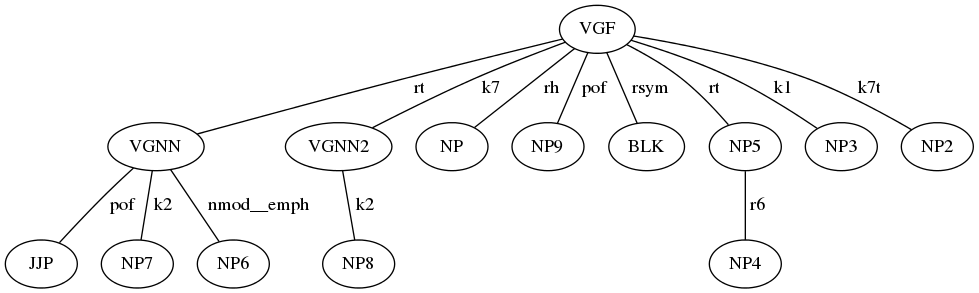 VGF
rt k7 rh pof rsym rt k1 k7t
VGNN VGNN2 NP NP9 BLK NP5 NP3 NP2
pof k2 nmod__emph k2 r6
JJP NP7 NP6 NP8 NP4